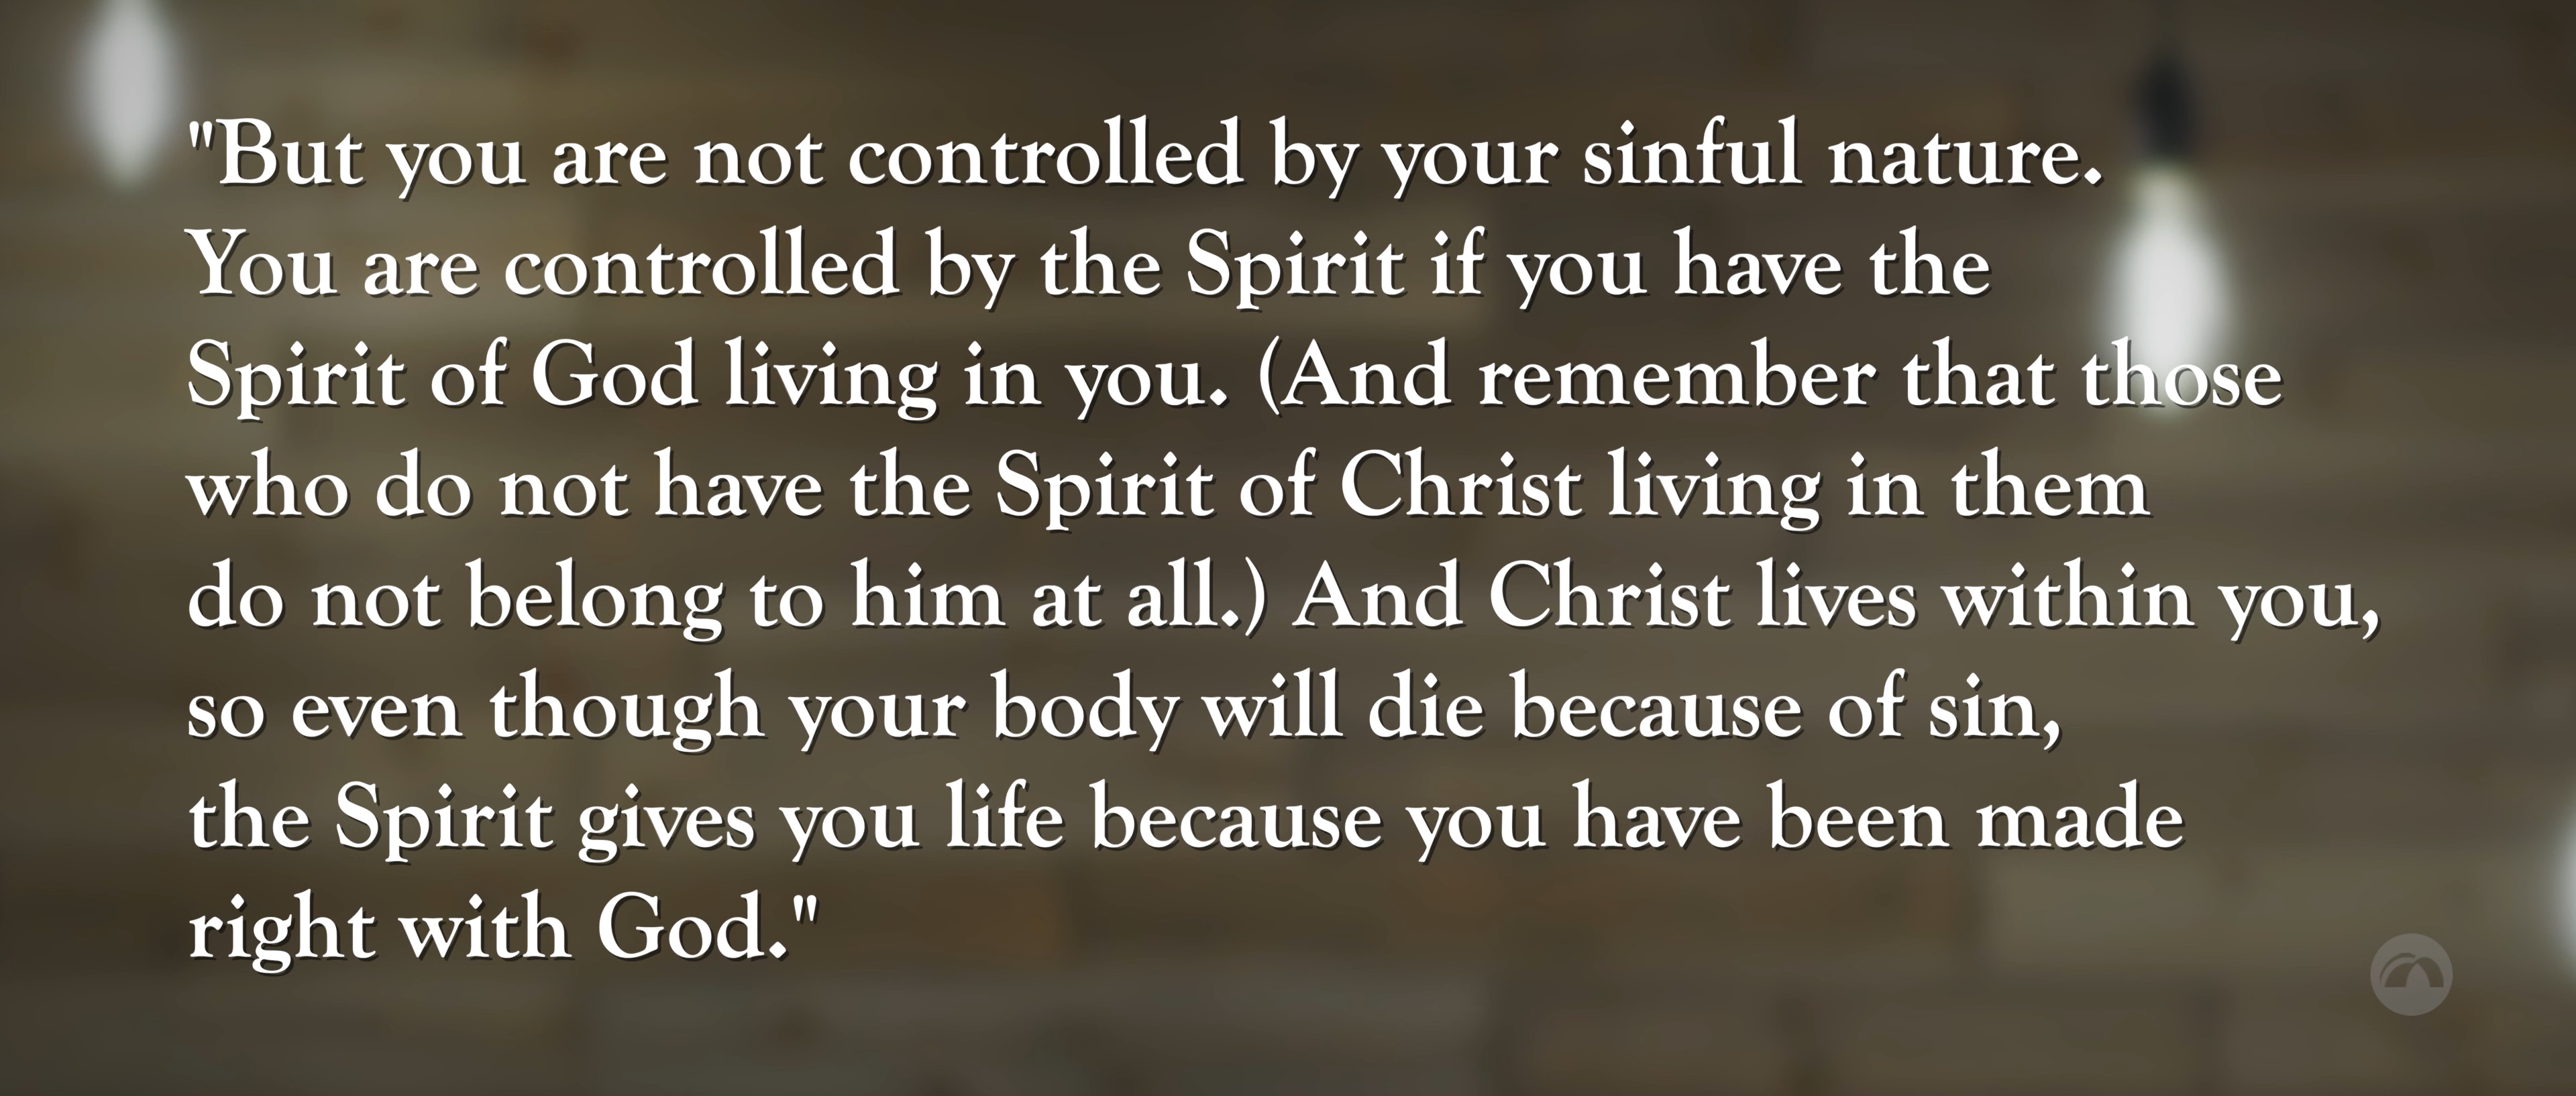 "But you are not controlled by your sinful nature.
You are controlled by the Spirit if you have the
Spirit of God living in you. (And remember that those
who do not have the Spirit of Christ living in them
do not belong to him at all.) And Christ lives within you,
so even though your body will die because of sin,
the Spirit gives you life because you have been made
right with God."